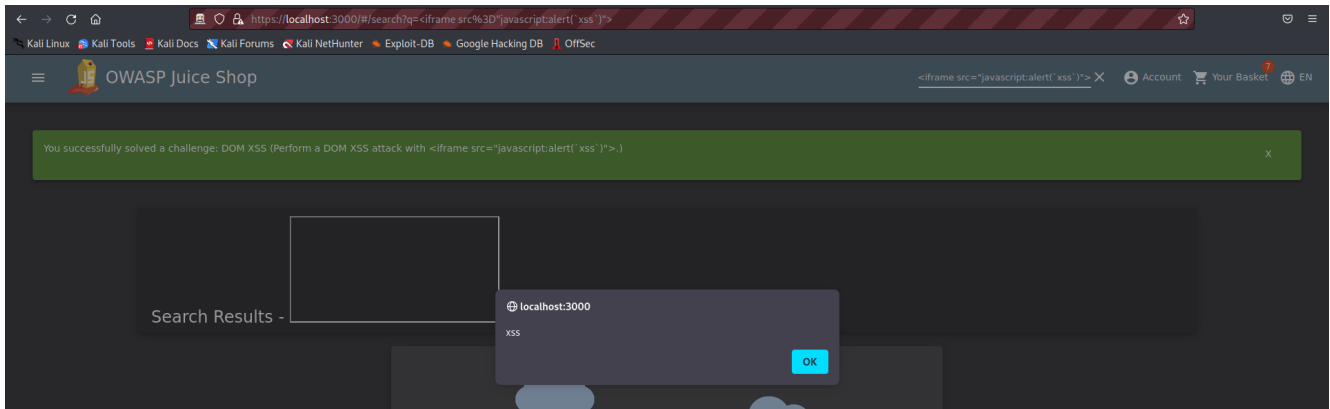 https://localhost:3000/#/search?q=<iframe src%3D"javascript:alert(`xss`)">
Kali Linux Kali Tools Kali Docs Kali Forums Kali NetHunter Exploit-DB Google Hacking DB OffSec
OWASP Juice Shop <iframe src="javascript:alert(`xss`)"> X Account Your Basket 7 EN
You successfully solved a challenge: DOM XSS (Perform a DOM XSS attack with <iframe src="javascript:alert(`xss`)">.) X
Search Results -
localhost:3000
xss
OK